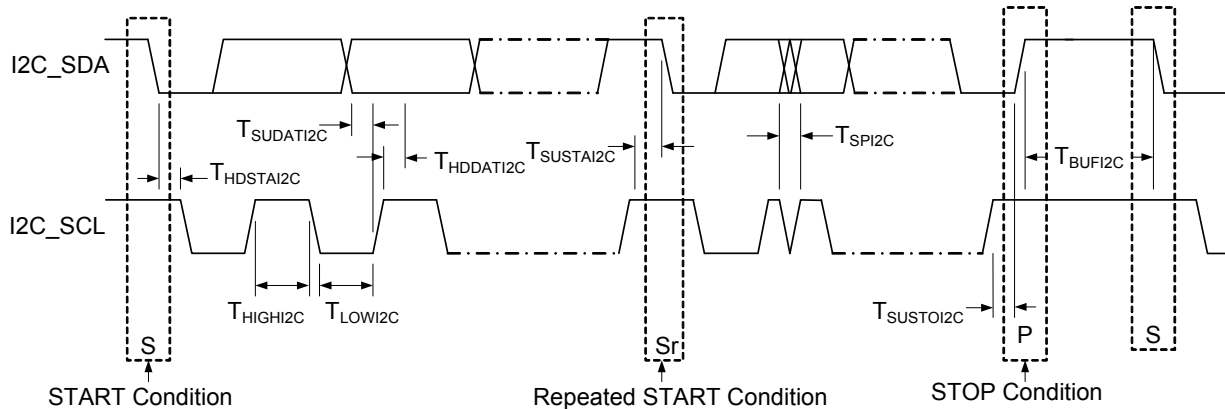 I2C_SDA
TSUDATI2C
THDSTAI2C
THDDATI2C
TSUSTAI2C
TSPI2C
TBUFI2C
I2C_SCL
THIGHI2C
TLOWI2C
TSUSTOI2C
S
Sr
P
S
START Condition
Repeated START Condition
STOP Condition